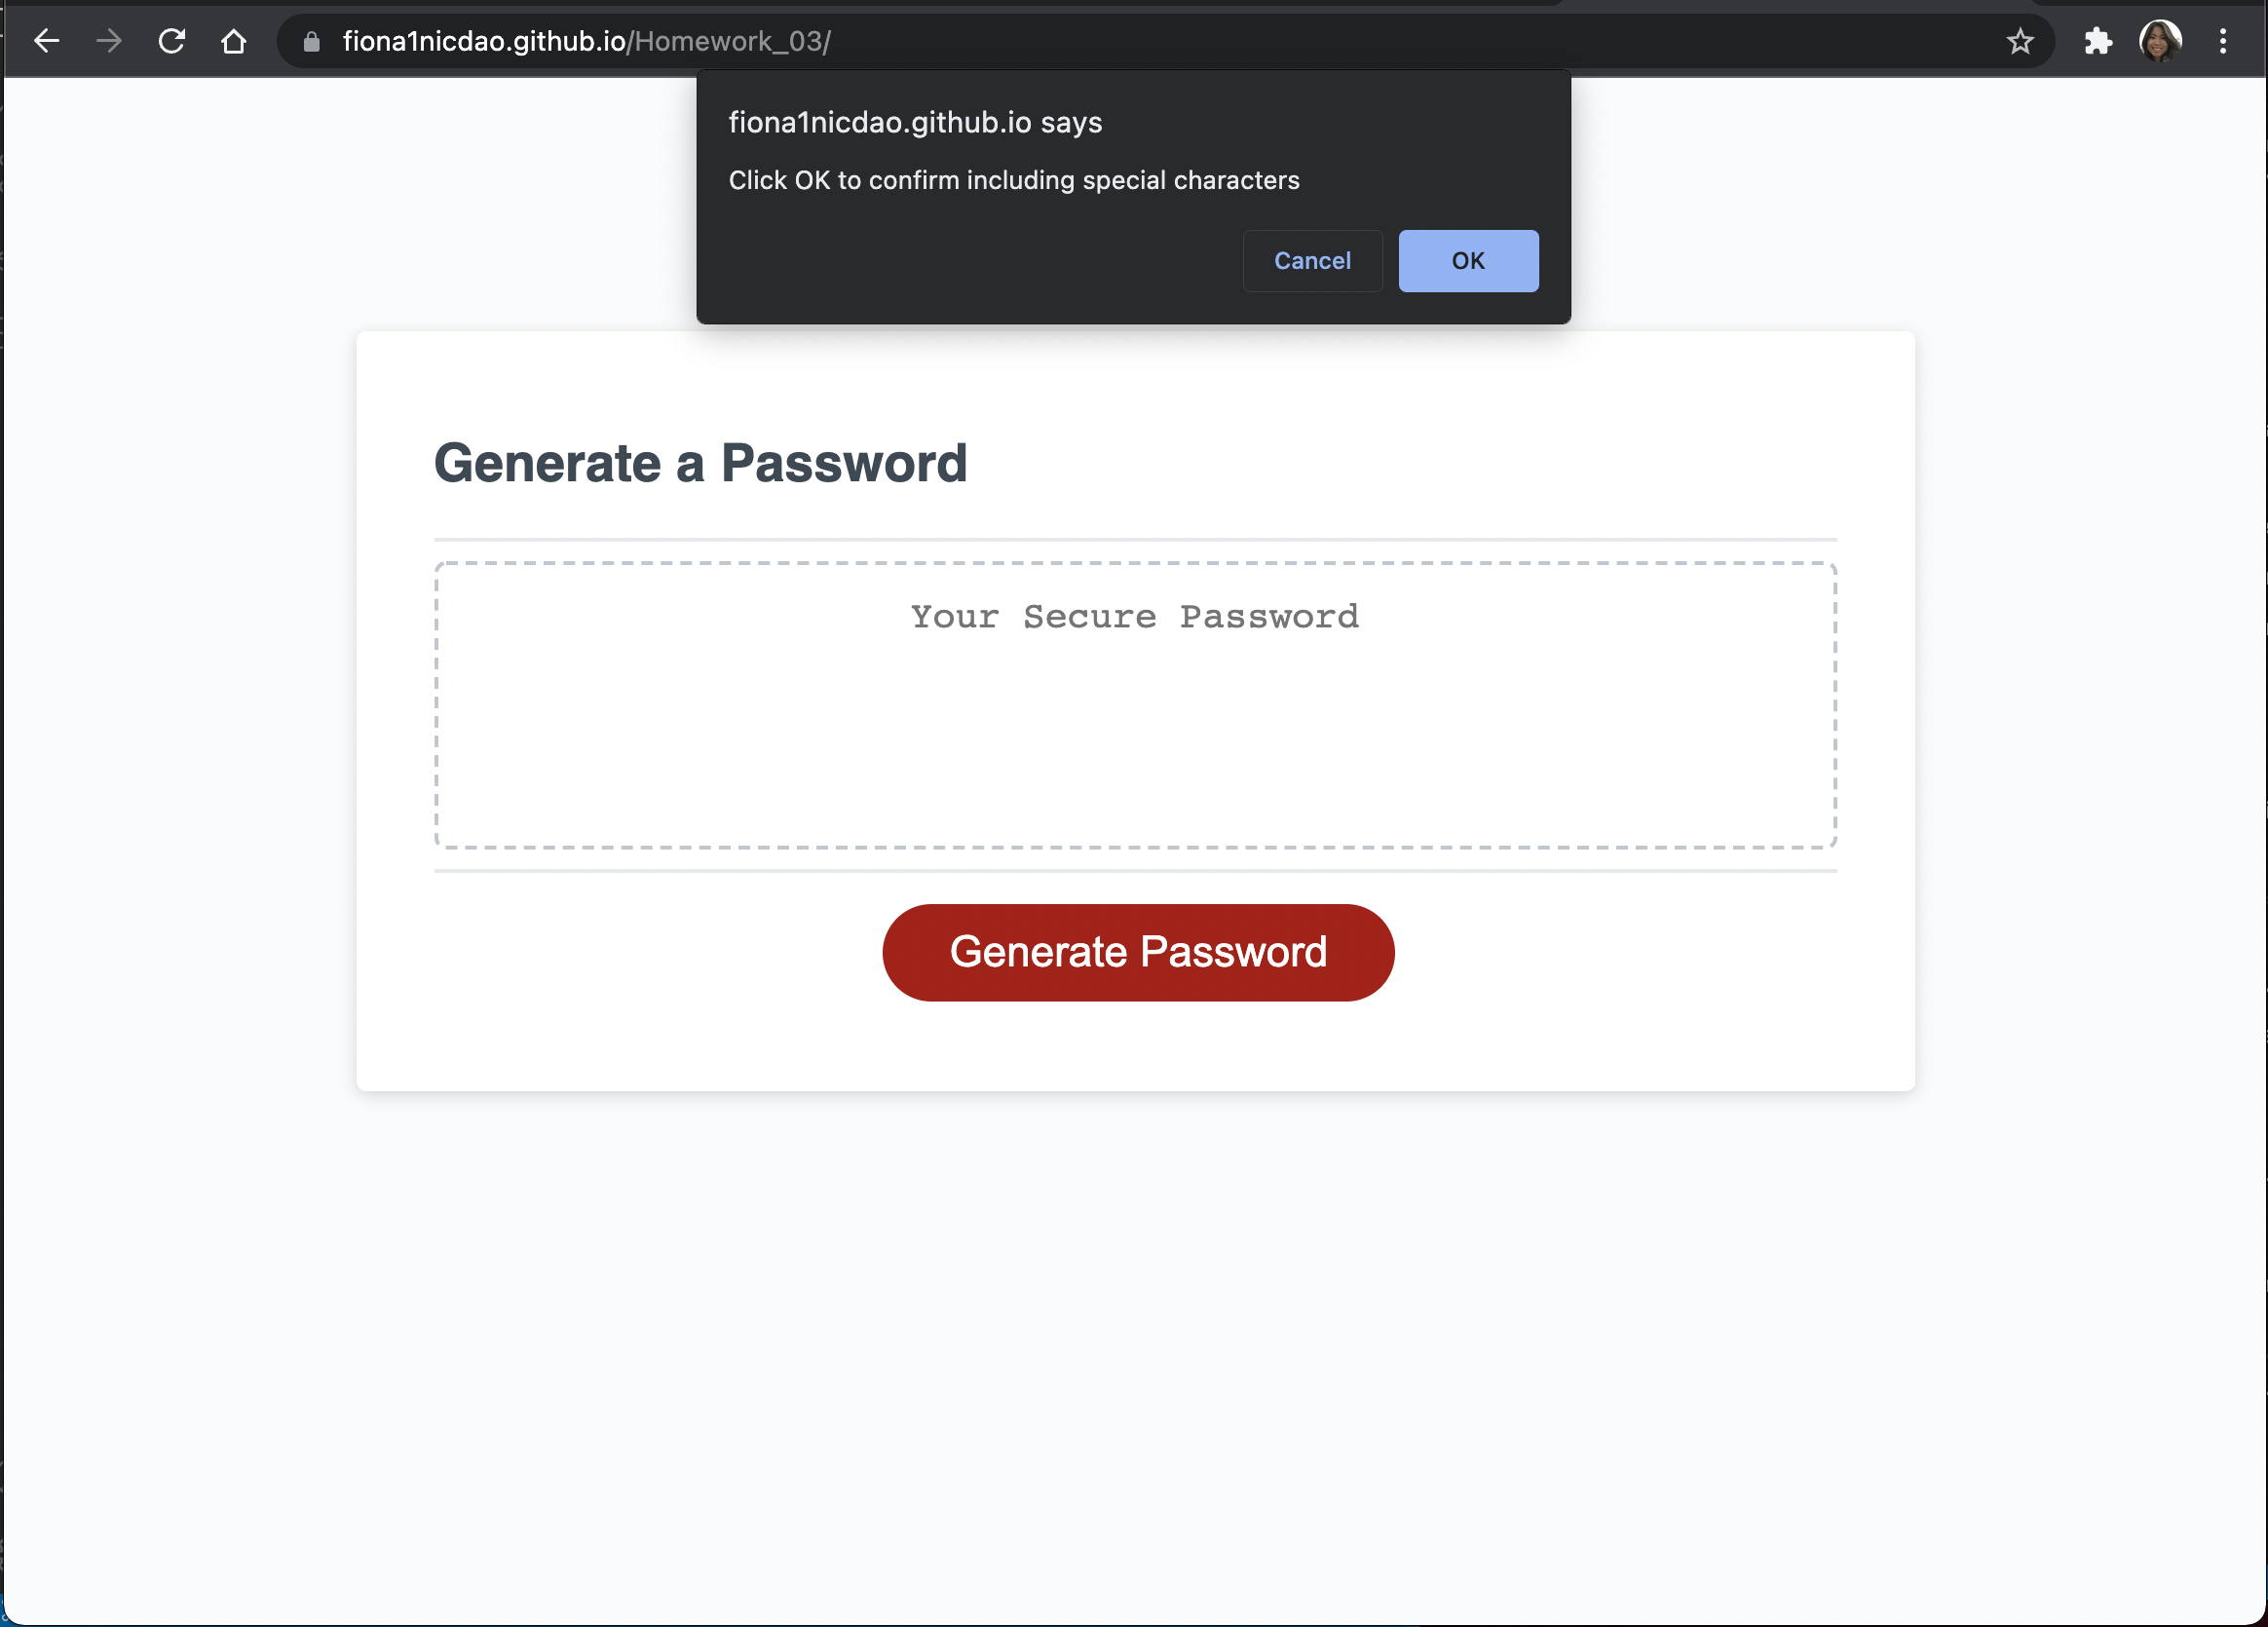 fiona1nicdao.github.io/Homework_03/
fiona1nicdao.github.io says
Click OK to confirm including special characters
Cancel OK
Generate a Password
Your Secure Password
Generate Password